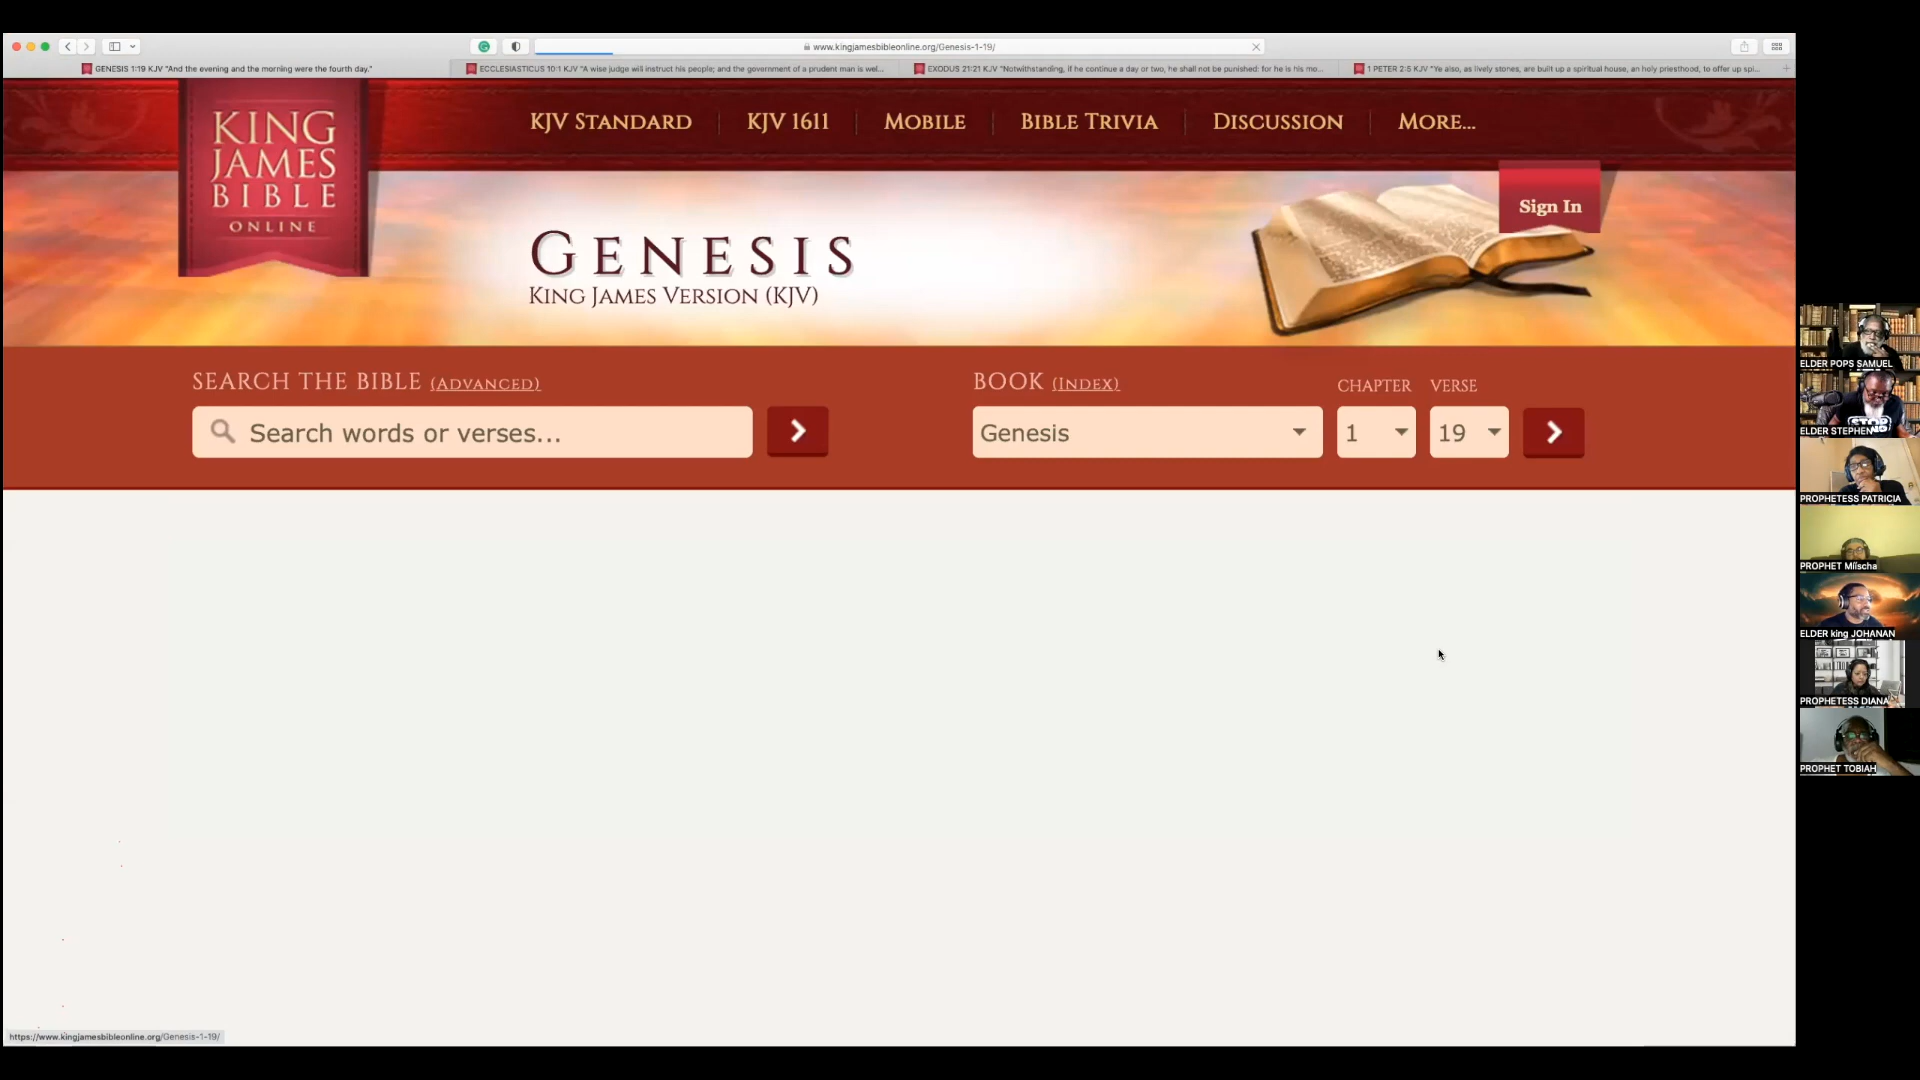 www.kingjamesbibleonline.org/Genesis-1-19/
GENESIS 1:19 KJV "And the evening and the morning were the fourth day."
ECCLESIASTICUS 10:1 KJV "A wise judge will instruct his people; and the government of a prudent man is wel...
EXODUS 21:21 KJV "Notwithstanding, if he continue a day or two, he shall not be punished: for he is his mo...
1 PETER 2:5 KJV "Ye also, as lively stones, are built up a spiritual house, an holy priesthood, to offer up spi...
KING
JAMES
BIBLE
ONLINE
KJV STANDARD
KJV 1611
MOBILE
BIBLE TRIVIA
DISCUSSION
MORE...
Sign In
GENESIS
KING JAMES VERSION (KJV)
SEARCH THE BIBLE (ADVANCED)
Search words or verses...
BOOK (INDEX)
CHAPTER
VERSE
Genesis
1
19
ELDER POPS SAMUEL
STOP
ELDER STEPHEN
PROPHETESS PATRICIA
PROPHET Miischa
ELDER king JOHANAN
PROPHETESS DIANA
PROPHET TOBIAH
https://www.kingjamesbibleonline.org/Genesis-1-19/